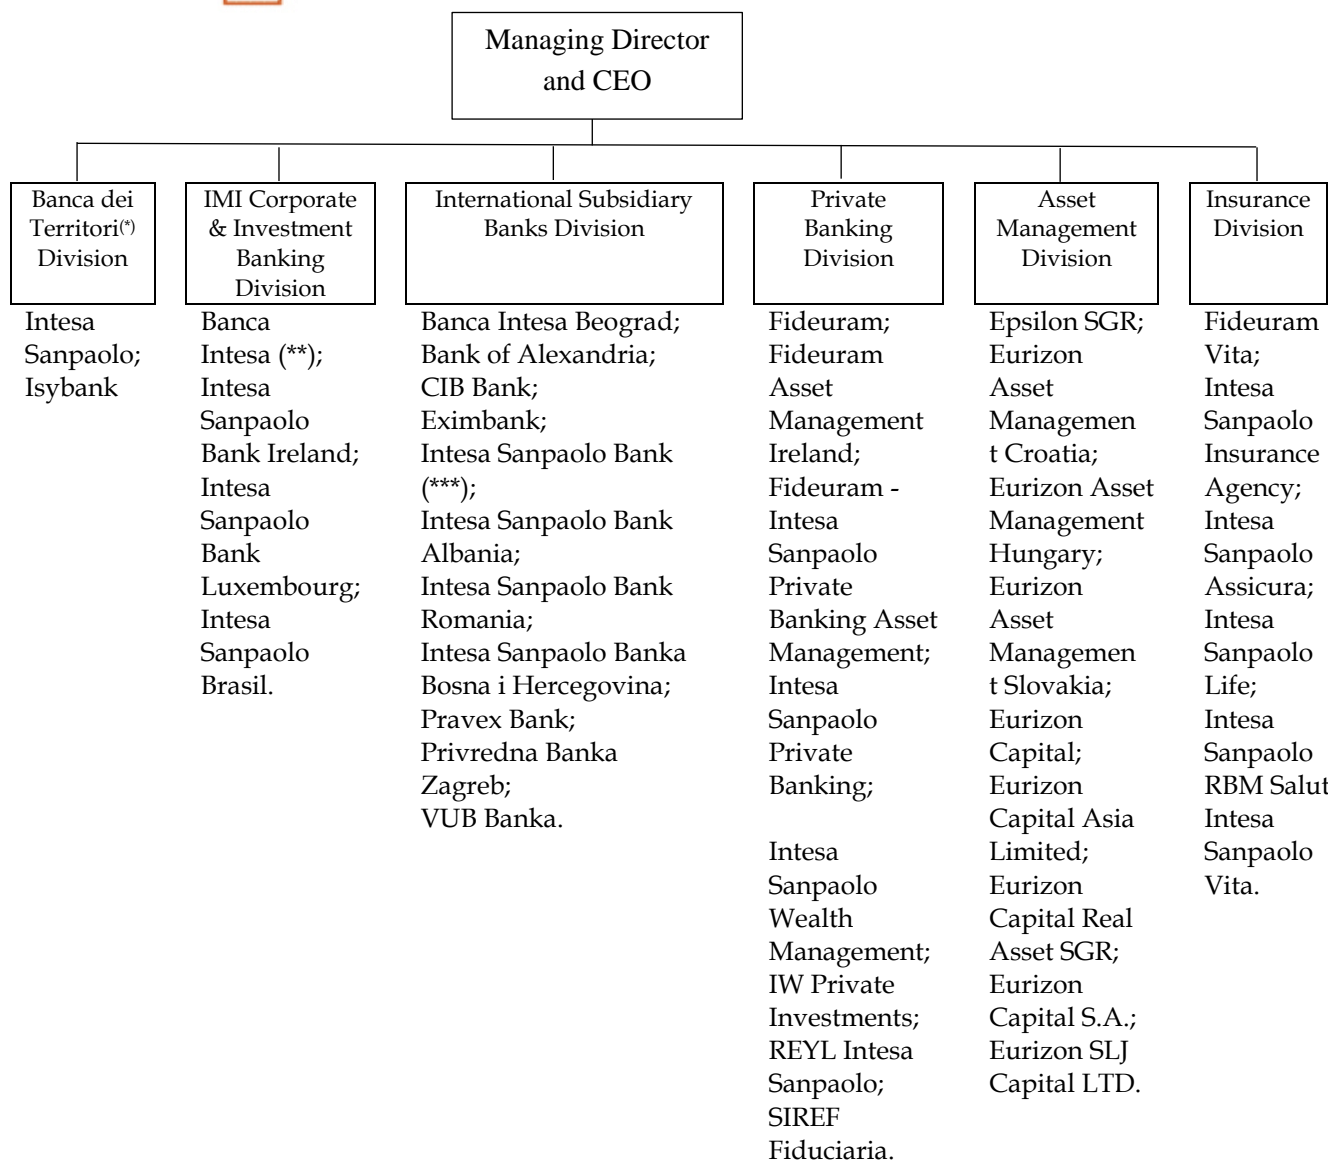 Managing Director
and CEO
Banca dei
Territori(*)
Division
Intesa
Sanpaolo;
Isybank
IMI Corporate
& Investment
Banking
Division
Banca
Intesa (**);
Intesa
Sanpaolo
Bank Ireland;
Intesa
Sanpaolo
Bank
Luxembourg;
Intesa
Sanpaolo
Brasil.
International Subsidiary
Banks Division
Banca Intesa Beograd;
Bank of Alexandria;
CIB Bank;
Eximbank;
Intesa Sanpaolo Bank
(***);
Intesa Sanpaolo Bank
Albania;
Intesa Sanpaolo Bank
Romania;
Intesa Sanpaolo Banka
Bosna i Hercegovina;
Pravex Bank;
Privredna Banka
Zagreb;
VUB Banka.
Private
Banking
Division
Fideuram;
Fideuram
Asset
Management
Ireland;
Fideuram -
Intesa
Sanpaolo
Private
Banking Asset
Management;
Intesa
Sanpaolo
Private
Banking;
Intesa
Sanpaolo
Wealth
Management;
IW Private
Investments;
REYL Intesa
Sanpaolo;
SIREF
Fiduciaria.
Asset
Management
Division
Epsilon SGR;
Eurizon
Asset
Managemen
t Croatia;
Eurizon Asset
Management
Hungary;
Eurizon
Asset
Managemen
t Slovakia;
Eurizon
Capital;
Eurizon
Capital Asia
Limited;
Eurizon
Capital Real
Asset SGR;
Eurizon
Capital S.A.;
Eurizon SLJ
Capital LTD.
Insurance
Division
Fideuram
Vita;
Intesa
Sanpaolo
Insurance
Agency;
Intesa
Sanpaolo
Assicura;
Intesa
Sanpaolo
Life;
Intesa
Sanpaolo
RBM Salut
Intesa
Sanpaolo
Vita.